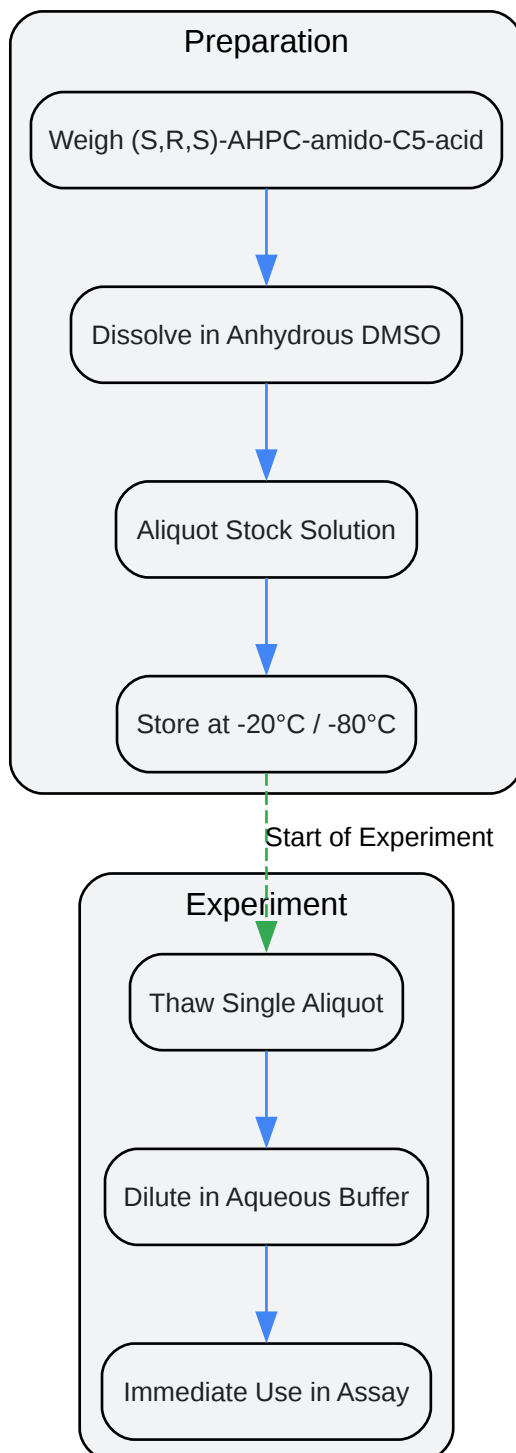 Preparation
Weigh (S,R,S)-AHPC-amido-C5-acid
Dissolve in Anhydrous DMSO
Aliquot Stock Solution
Store at -20°C / -80°C
Start of Experiment
Experiment
Thaw Single Aliquot
Dilute in Aqueous Buffer
Immediate Use in Assay